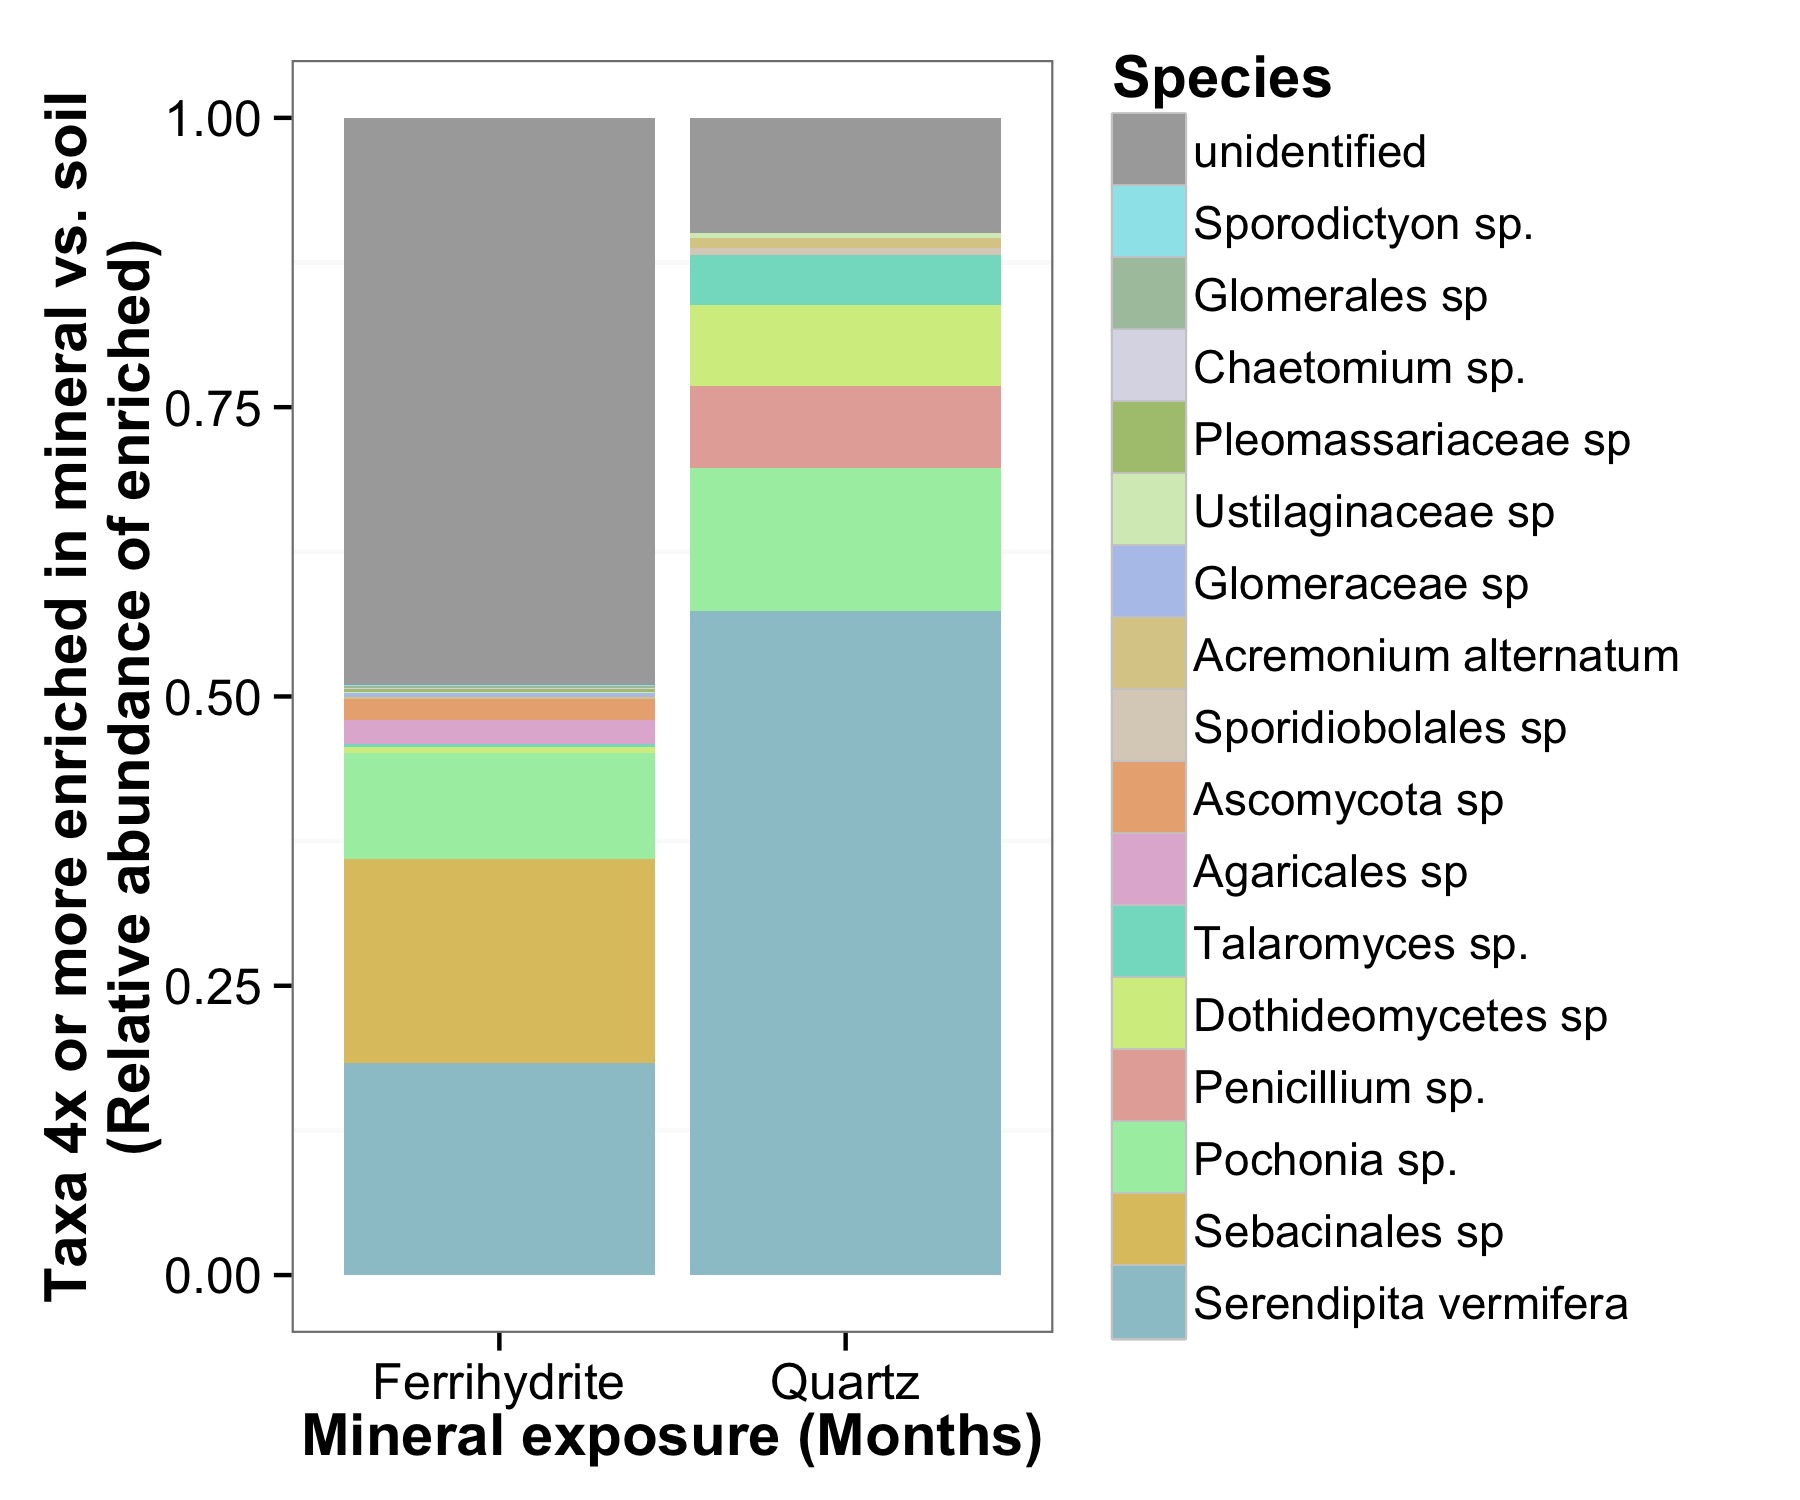 Taxa 4x or more enriched in mineral vs. soil
(Relative abundance of enriched)
1.00
0.75
0.50
0.25
0.00
Ferrihydrite
Quartz
Mineral exposure (Months)
Species
unidentified
Sporodictyon sp.
Glomerales sp
Chaetomium sp.
Pleomassariaceae sp
Ustilaginaceae sp
Glomeraceae sp
Acremonium alternatum
Sporidiobolales sp
Ascomycota sp
Agaricales sp
Talaromyces sp.
Dothideomycetes sp
Penicillium sp.
Pochonia sp.
Sebacinales sp
Serendipita vermifera